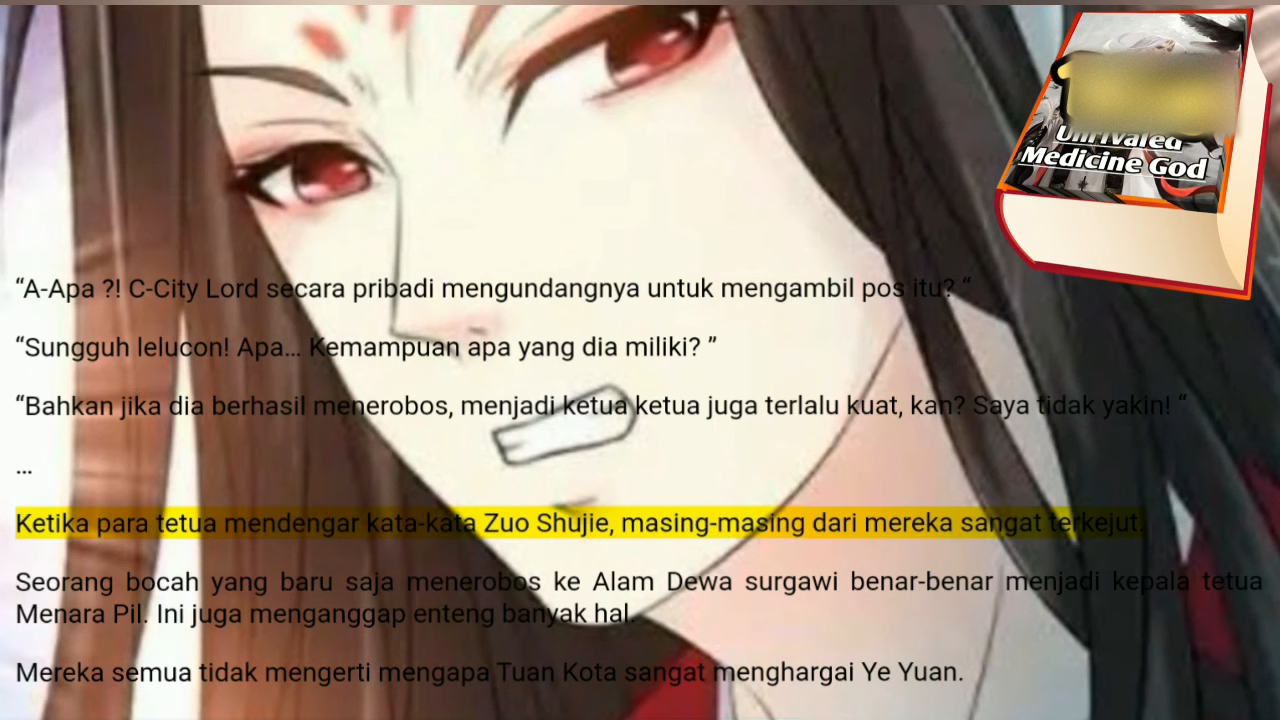 Unrivaled
Medicine God
“A-Apa ?! C-City Lord secara pribadi mengundangnya untuk mengambil pos itu? “
“Sungguh lelucon! Apa… Kemampuan apa yang dia miliki? ”
“Bahkan jika dia berhasil menerobos, menjadi ketua ketua juga terlalu kuat, kan? Saya tidak yakin! “
…
Ketika para tetua mendengar kata-kata Zuo Shujie, masing-masing dari mereka sangat terkejut.
Seorang bocah yang baru saja menerobos ke Alam Dewa surgawi benar-benar menjadi kepala tetua
Menara Pil. Ini juga menganggap enteng banyak hal.
Mereka semua tidak mengerti mengapa Tuan Kota sangat menghargai Ye Yuan.